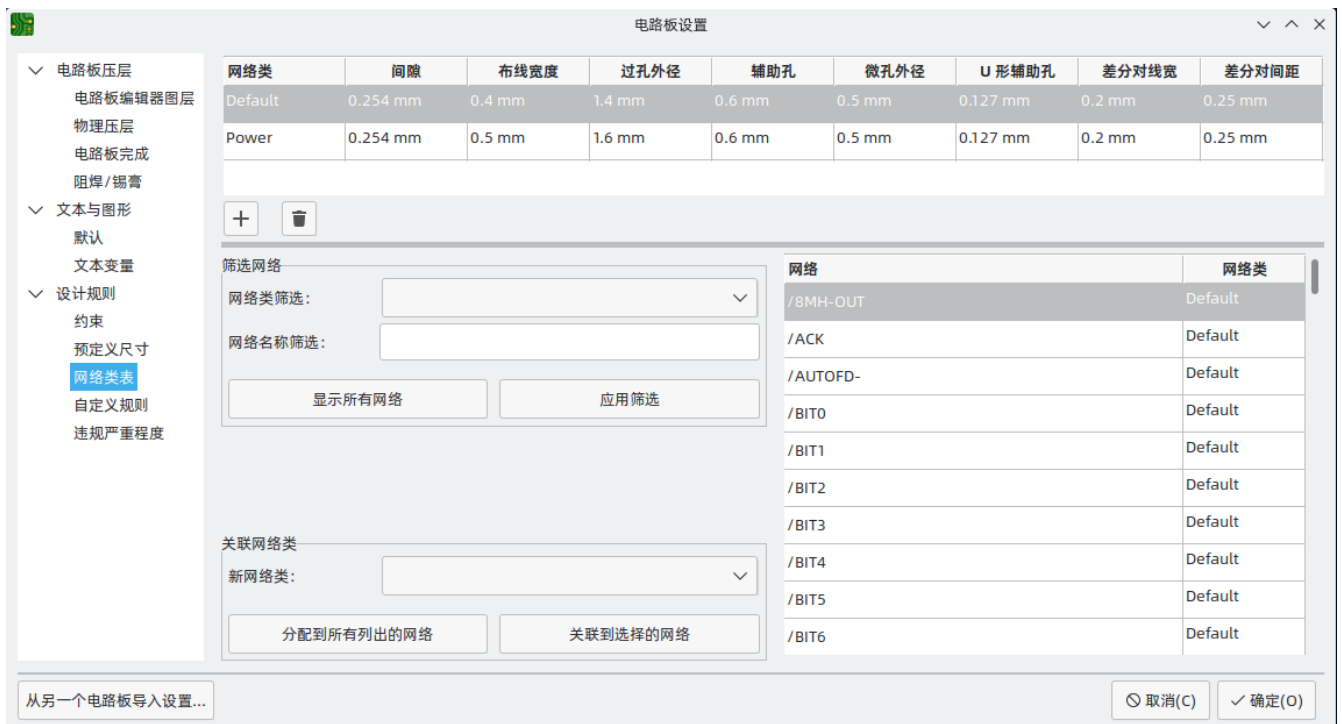 电路板设置
电路板压层
电路板编辑器图层
物理压层
电路板完成
阻焊/锡膏
文本与图形
默认
文本变量
设计规则
约束
预定义尺寸
网络类表
自定义规则
违规严重程度
网络类 间隙 布线宽度 过孔外径 辅助孔 微孔外径 U 形辅助孔 差分对线宽 差分对间距
Default 0.254 mm 0.4 mm 1.4 mm 0.6 mm 0.5 mm 0.127 mm 0.2 mm 0.25 mm
Power 0.254 mm 0.5 mm 1.6 mm 0.6 mm 0.5 mm 0.127 mm 0.2 mm 0.25 mm
筛选网络
网络类筛选:
网络名称筛选:
显示所有网络 应用筛选
关联网络类
新网络类:
分配到所有列出的网络 关联到选择的网络
网络 网络类
/8MH-OUT Default
/ACK Default
/AUTOFD- Default
/BIT0 Default
/BIT1 Default
/BIT2 Default
/BIT3 Default
/BIT4 Default
/BIT5 Default
/BIT6 Default
从另一个电路板导入设置... 取消(C) 确定(O)